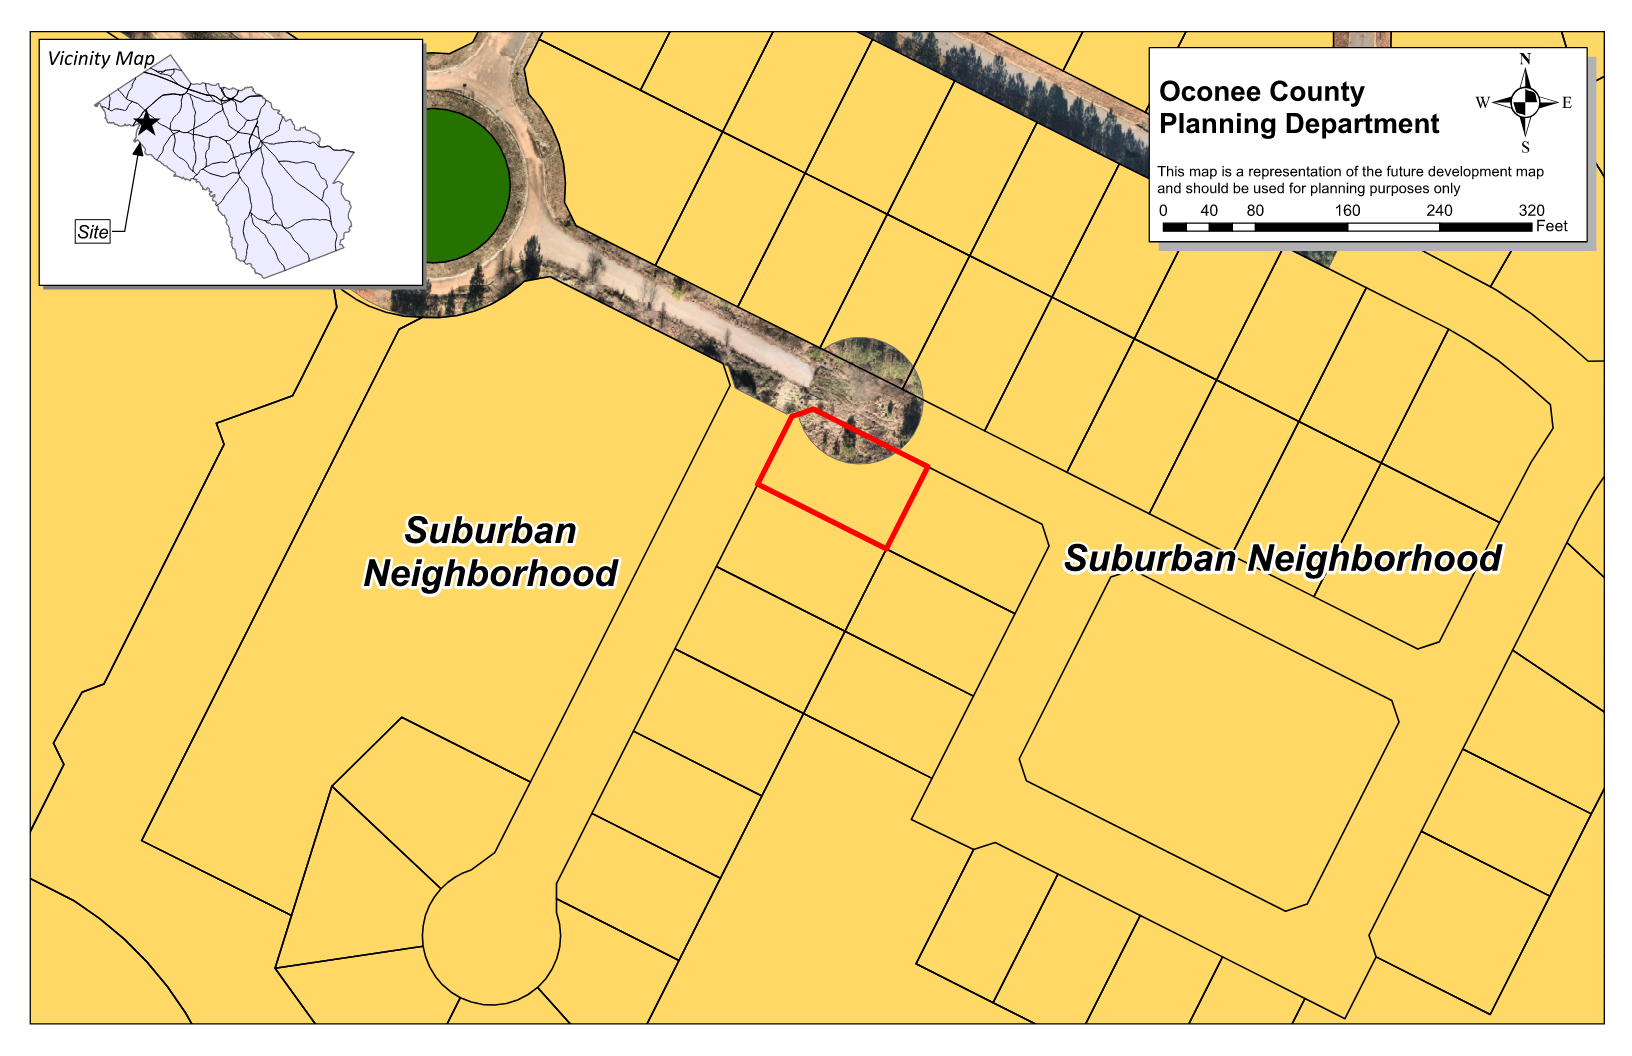 Vicinity Map
Site
Oconee County
Planning Department
N
W E
S
This map is a representation of the future development map
and should be used for planning purposes only
0 40 80 160 240 320
Feet
Suburban
Neighborhood
Suburban Neighborhood